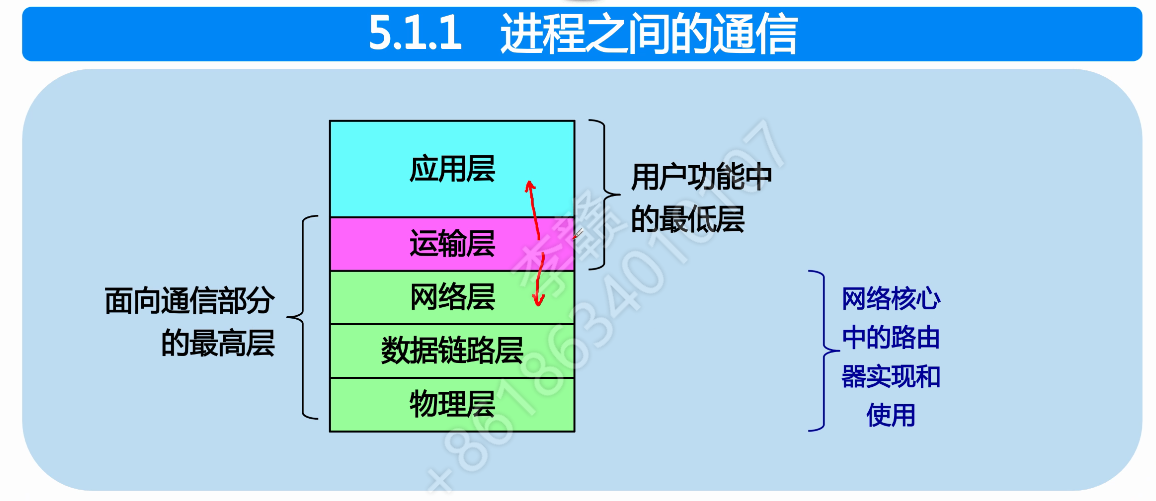 5.1.1 进程之间的通信
应用层
用户功能中
的最低层
运输层
网络层
面向通信部分
的最高层
数据链路层
物理层
网络核心
中的路由
器实现和
使用
李赣
+8618634010107